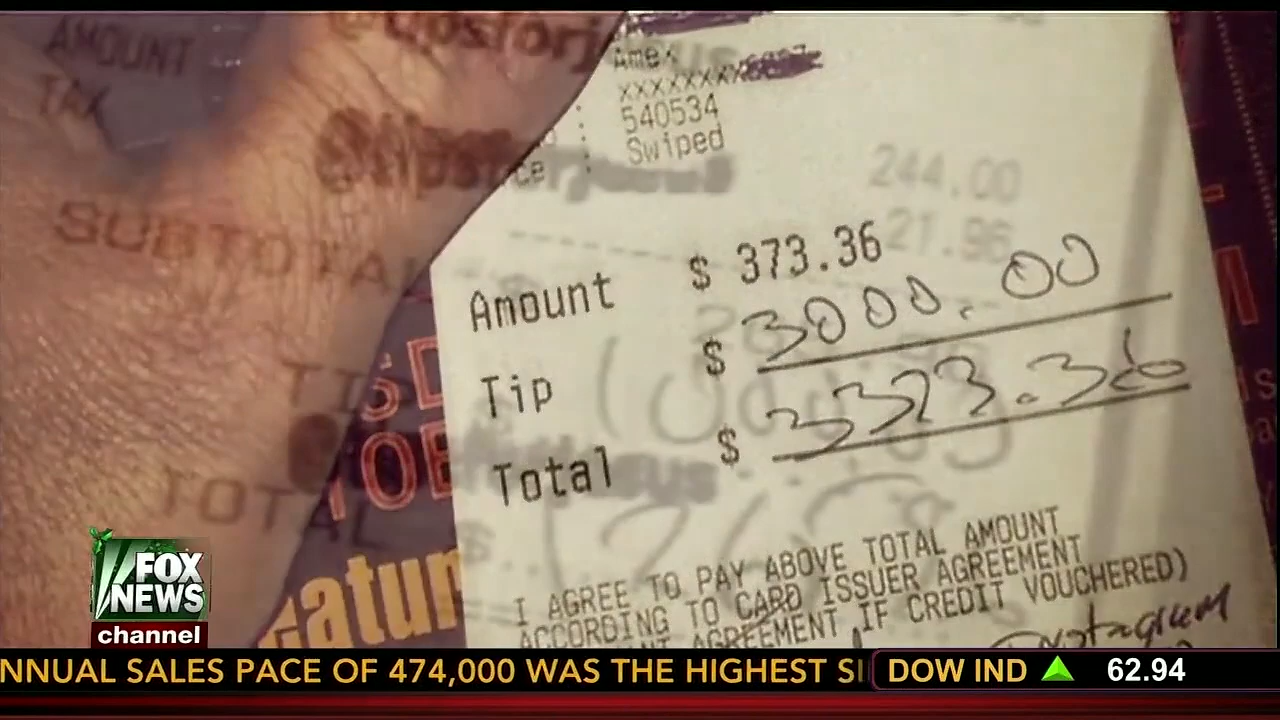 AMOUNT
TAX
SUBTOTAL
TOTAL
Amex
540534
Swiped
244.00
21.96
Amount $ 373.36
Tip $ 3000.00
Total $ 3373.36
I AGREE TO PAY ABOVE TOTAL AMOUNT
ACCORDING TO CARD ISSUER AGREEMENT
AGREEMENT IF CREDIT VOUCHERED)
Instagram
FOX
NEWS
channel
NNUAL SALES PACE OF 474,000 WAS THE HIGHEST SI
DOW IND ▲ 62.94